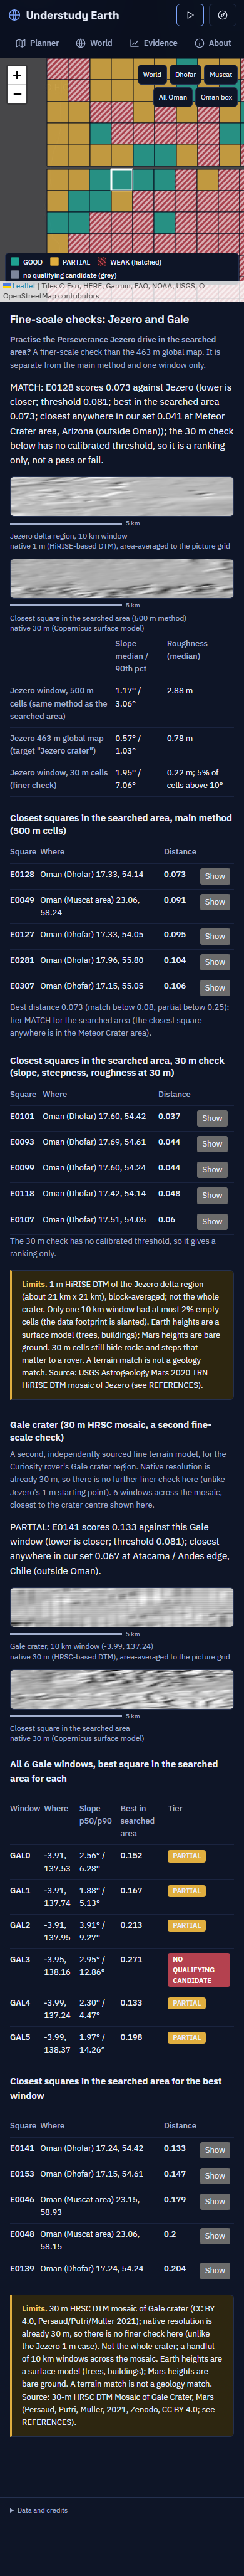 Understudy Earth
Planner World Evidence About
+
−
World Dhofar Muscat
All Oman Oman box
GOOD PARTIAL WEAK (hatched)
no qualifying candidate (grey)
Leaflet | Tiles © Esri, HERE, Garmin, FAO, NOAA, USGS, ©
OpenStreetMap contributors
Fine-scale checks: Jezero and Gale
Practise the Perseverance Jezero drive in the searched
area? A finer-scale check than the 463 m global map. It is
separate from the main method and one window only.
MATCH: E0128 scores 0.073 against Jezero (lower is
closer; threshold 0.081; best in the searched area
0.073; closest anywhere in our set 0.041 at Meteor
Crater area, Arizona (outside Oman)); the 30 m check
below has no calibrated threshold, so it is a ranking
only, not a pass or fail.
5 km
Jezero delta region, 10 km window
native 1 m (HiRISE-based DTM), area-averaged to the picture grid
5 km
Closest square in the searched area (500 m method)
native 30 m (Copernicus surface model)
Slope median / 90th pct Roughness (median)
Jezero window, 500 m cells (same method as the searched area) 1.17° / 3.06° 2.88 m
Jezero 463 m global map (target "Jezero crater") 0.57° / 1.03° 0.78 m
Jezero window, 30 m cells (finer check) 1.95° / 7.06° 0.22 m; 5% of cells above 10°
Closest squares in the searched area, main method
(500 m cells)
Square Where Distance
E0128 Oman (Dhofar) 17.33, 54.14 0.073 Show
E0049 Oman (Muscat area) 23.06, 58.24 0.091 Show
E0127 Oman (Dhofar) 17.33, 54.05 0.095 Show
E0281 Oman (Dhofar) 17.96, 55.80 0.104 Show
E0307 Oman (Dhofar) 17.15, 55.05 0.106 Show
Best distance 0.073 (match below 0.08, partial below 0.25):
tier MATCH for the searched area (the closest square
anywhere is in the Meteor Crater area).
Closest squares in the searched area, 30 m check
(slope, steepness, roughness at 30 m)
Square Where Distance
E0101 Oman (Dhofar) 17.60, 54.42 0.037 Show
E0093 Oman (Dhofar) 17.69, 54.61 0.044 Show
E0099 Oman (Dhofar) 17.60, 54.24 0.044 Show
E0118 Oman (Dhofar) 17.42, 54.14 0.048 Show
E0107 Oman (Dhofar) 17.51, 54.05 0.06 Show
The 30 m check has no calibrated threshold, so it gives a
ranking only.
Limits. 1 m HiRISE DTM of the Jezero delta region
(about 21 km x 21 km), block-averaged; not the whole
crater. Only one 10 km window had at most 2% empty
cells (the data footprint is slanted). Earth heights are a
surface model (trees, buildings); Mars heights are bare
ground. 30 m cells still hide rocks and steps that
matter to a rover. A terrain match is not a geology
match. Source: USGS Astrogeology Mars 2020 TRN
HiRISE DTM mosaic of Jezero (see REFERENCES).
Gale crater (30 m HRSC mosaic, a second fine-
scale check)
A second, independently sourced fine terrain model, for the
Curiosity rover's Gale crater region. Native resolution is
already 30 m, so there is no further finer check here (unlike
Jezero's 1 m starting point). 6 windows across the mosaic,
closest to the crater centre shown here.
PARTIAL: E0141 scores 0.133 against this Gale
window (lower is closer; threshold 0.081); closest
anywhere in our set 0.067 at Atacama / Andes edge,
Chile (outside Oman).
5 km
Gale crater, 10 km window (-3.99, 137.24)
native 30 m (HRSC-based DTM), area-averaged to the picture grid
5 km
Closest square in the searched area
native 30 m (Copernicus surface model)
All 6 Gale windows, best square in the searched
area for each
Window Where Slope p50/p90 Best in searched area Tier
GAL0 -3.91, 137.53 2.56° / 6.28° 0.152 PARTIAL
GAL1 -3.91, 137.74 1.88° / 5.13° 0.167 PARTIAL
GAL2 -3.91, 137.95 3.91° / 9.27° 0.213 PARTIAL
GAL3 -3.95, 138.16 2.95° / 12.86° 0.271 NO QUALIFYING CANDIDATE
GAL4 -3.99, 137.24 2.30° / 4.47° 0.133 PARTIAL
GAL5 -3.99, 138.37 1.97° / 14.26° 0.198 PARTIAL
Closest squares in the searched area for the best
window
Square Where Distance
E0141 Oman (Dhofar) 17.24, 54.42 0.133 Show
E0153 Oman (Dhofar) 17.15, 54.61 0.147 Show
E0046 Oman (Muscat area) 23.15, 58.93 0.179 Show
E0048 Oman (Muscat area) 23.06, 58.15 0.2 Show
E0139 Oman (Dhofar) 17.24, 54.24 0.204 Show
Limits. 30 m HRSC DTM mosaic of Gale crater (CC BY
4.0, Persaud/Putri/Muller 2021); native resolution is
already 30 m, so there is no finer check here (unlike
the Jezero 1 m case). Not the whole crater; a handful
of 10 km windows across the mosaic. Earth heights are
a surface model (trees, buildings); Mars heights are
bare ground. A terrain match is not a geology match.
Source: 30-m HRSC DTM Mosaic of Gale Crater, Mars
(Persaud, Putri, Muller, 2021, Zenodo, CC BY 4.0; see
REFERENCES).
Data and credits